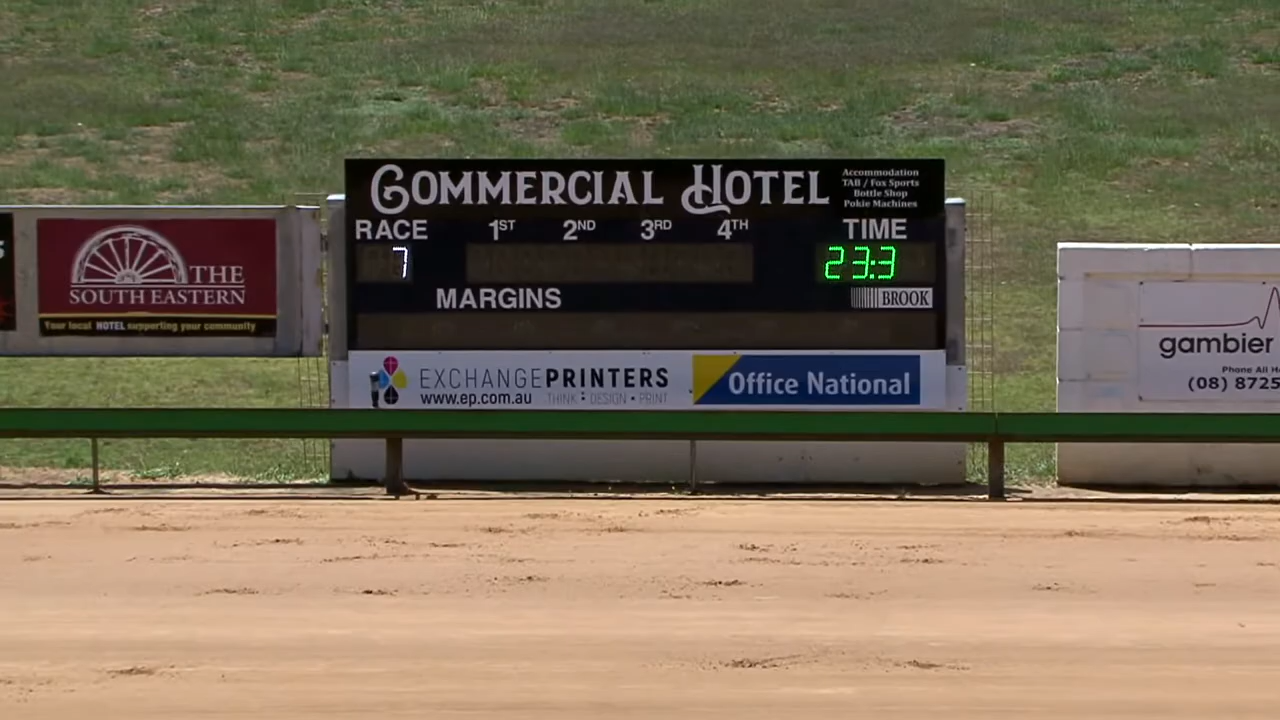 COMMERCIAL HOTEL
Accommodation
TAB / Fox Sports
Bottle Shop
Pokie Machines
RACE 1ST 2ND 3RD 4TH TIME
7 23:3
MARGINS
BROOK
THE
SOUTH EASTERN
Your local HOTEL supporting your community
EXCHANGEPRINTERS
www.ep.com.au THINK • DESIGN • PRINT
Office National
gambier
Phone All H
(08) 8725